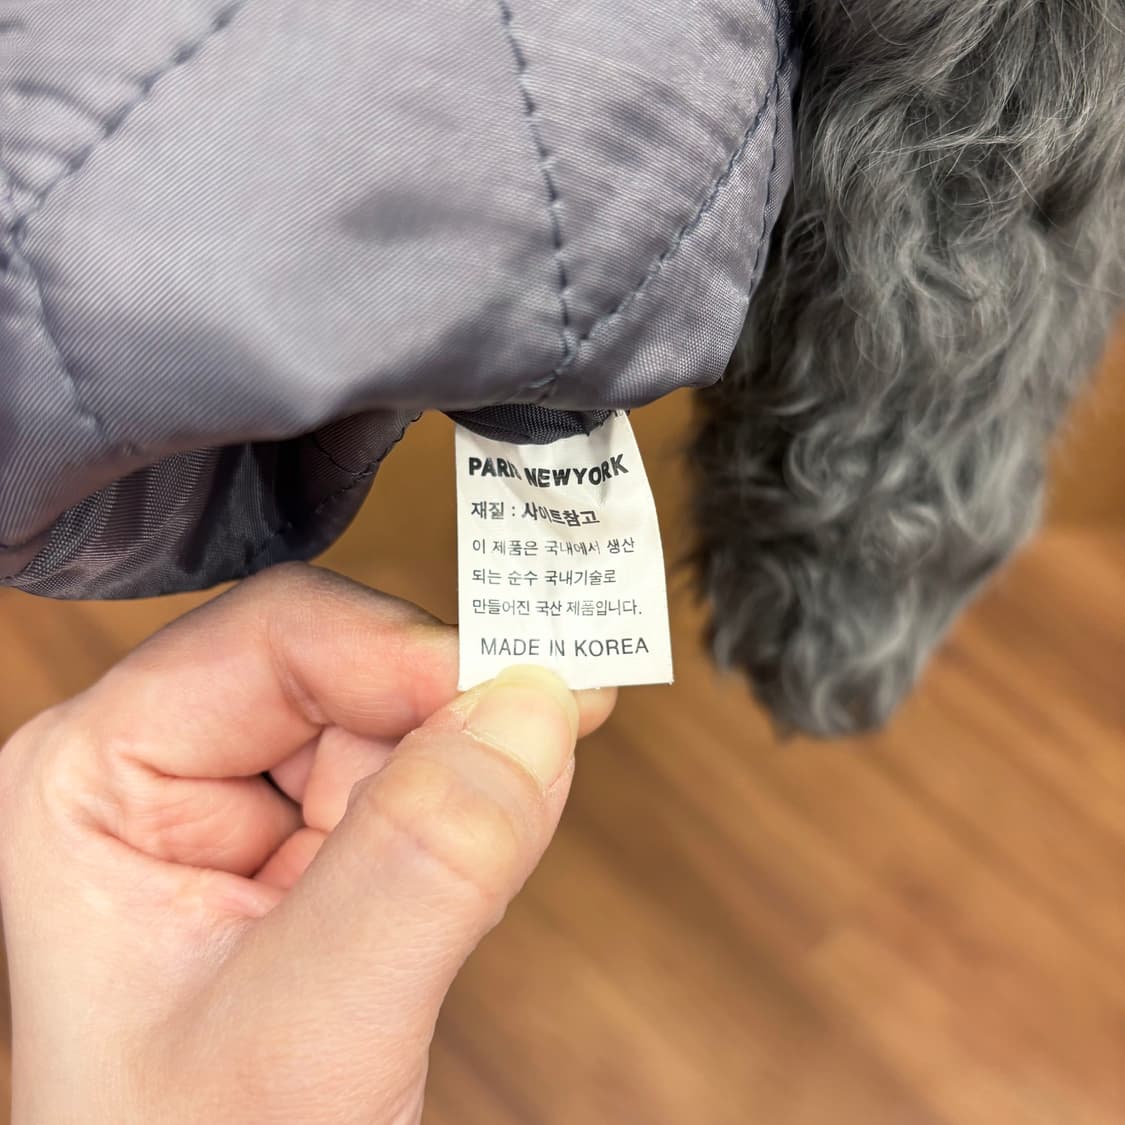 NEWYORK
재질 : 사이트참고
이 제품은 국내에서 생산
되는 순수 국내기술로
만들어진 국산 제품입니다.
MADE IN KOREA